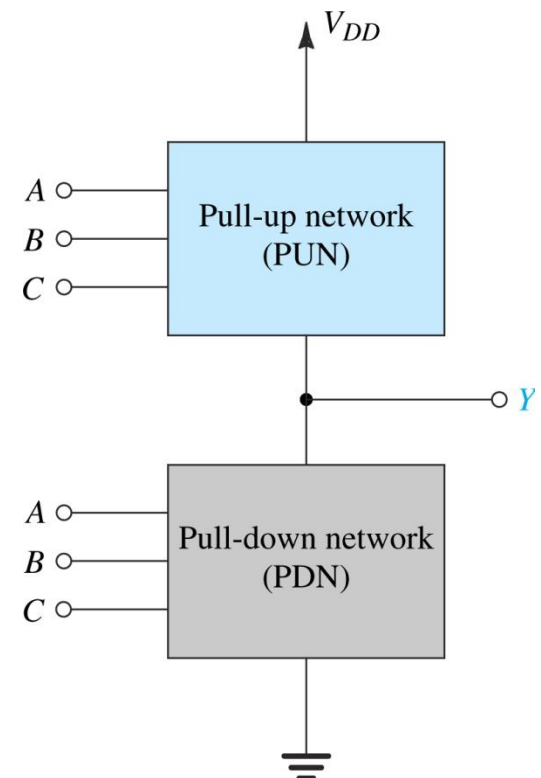 V_DD
A
B
C
Pull-up network
(PUN)
Y
A
B
C
Pull-down network
(PDN)